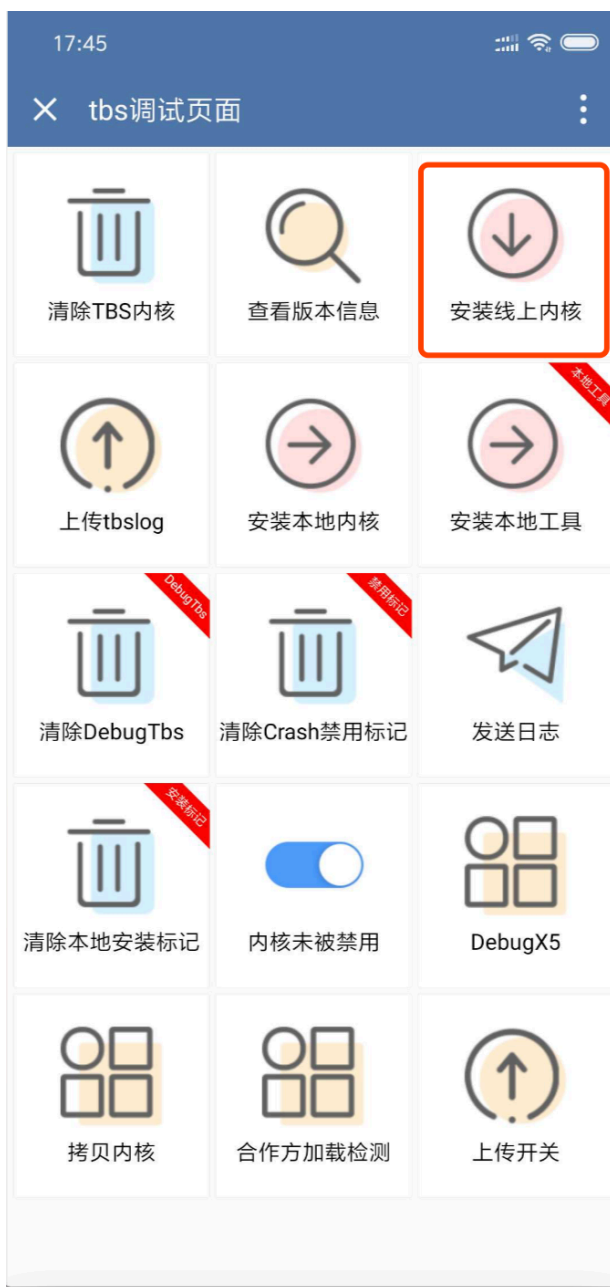 17:45
tbs调试页面
清除TBS内核
查看版本信息
安装线上内核
本地工具
上传tbslog
安装本地内核
安装本地工具
DebugTbs
禁用标记
清除DebugTbs
清除Crash禁用标记
发送日志
安装标记
清除本地安装标记
内核未被禁用
DebugX5
拷贝内核
合作方加载检测
上传开关